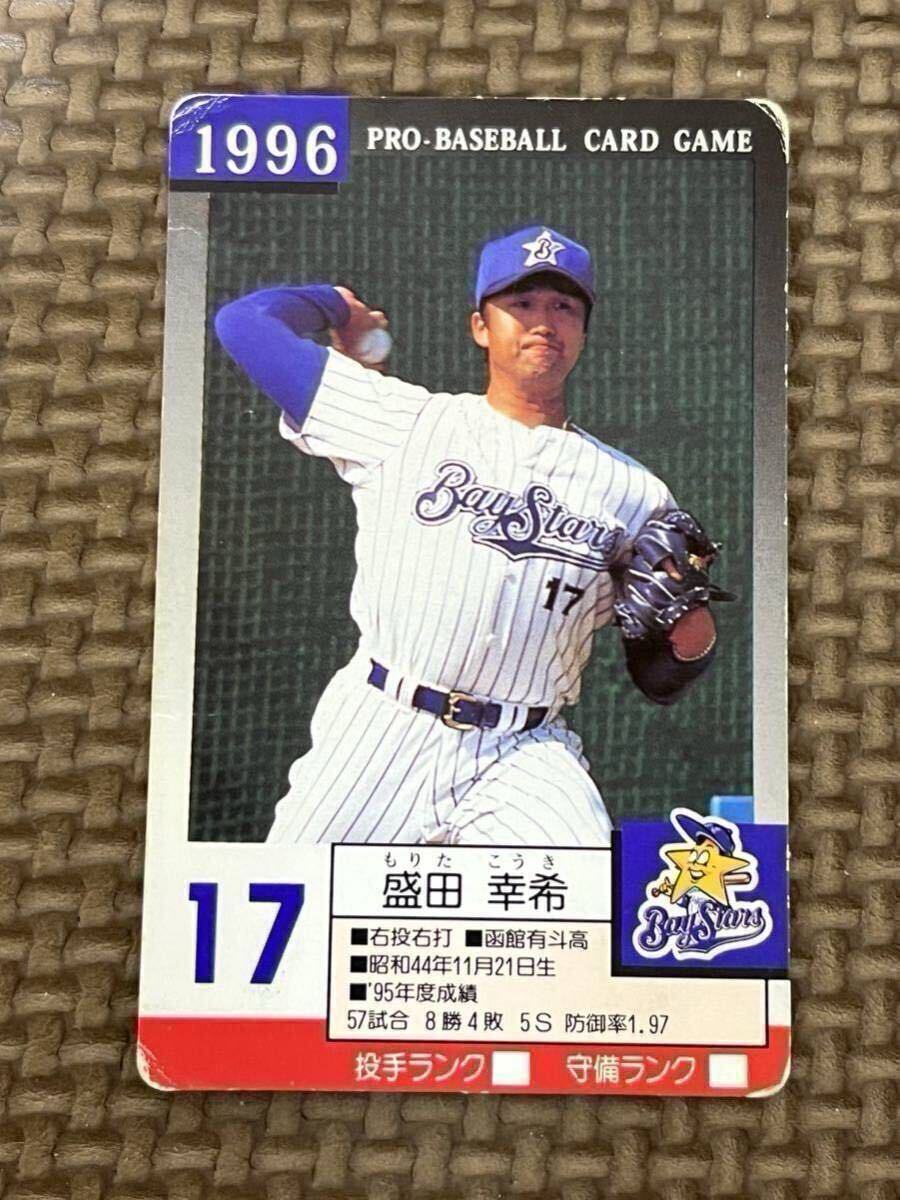 1996 PRO-BASEBALL CARD GAME
B
BayStars
17
17
もりた こうき
盛田 幸希
■右投右打 ■函館有斗高
■昭和44年11月21日生
■'95年度成績
57試合 8勝4敗 5S 防御率1.97
BayStars
投手ランク 守備ランク